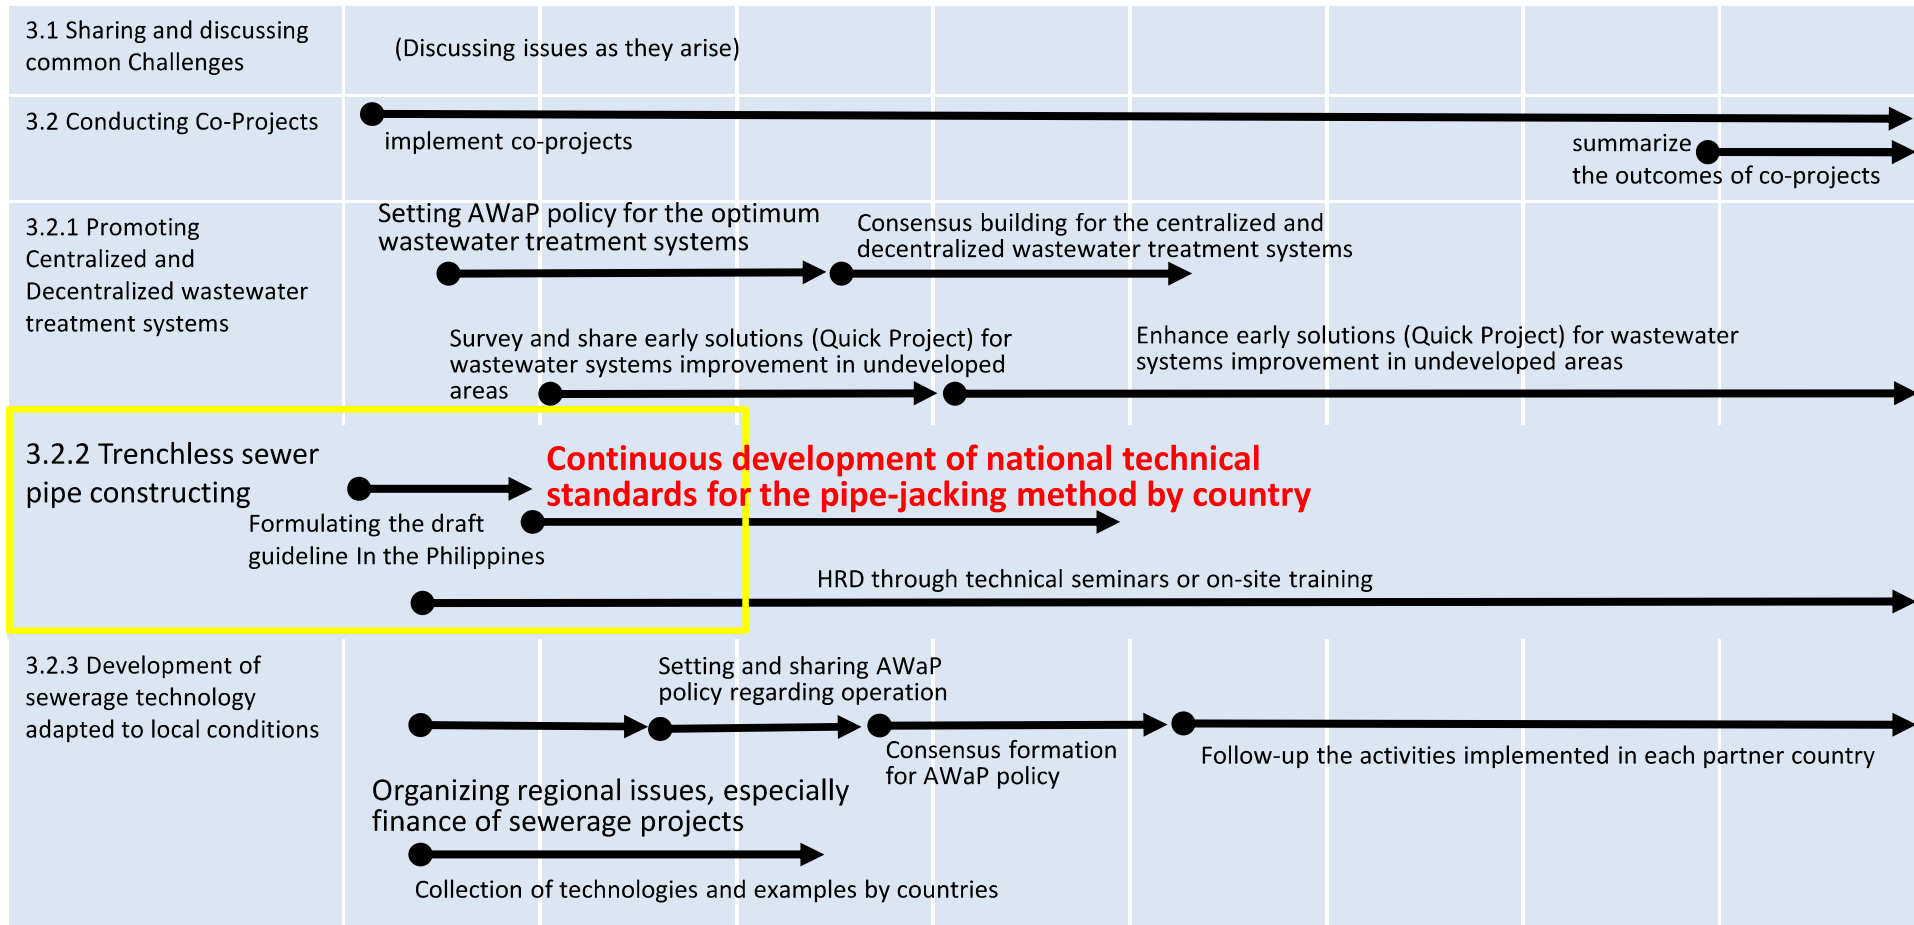 3.1 Sharing and discussing
common Challenges
(Discussing issues as they arise)
3.2 Conducting Co-Projects
implement co-projects
summarize
the outcomes of co-projects
3.2.1 Promoting
Centralized and
Decentralized wastewater
treatment systems
Setting AWaP policy for the optimum
wastewater treatment systems
Consensus building for the centralized and
decentralized wastewater treatment systems
Survey and share early solutions (Quick Project) for
wastewater systems improvement in undeveloped
areas
Enhance early solutions (Quick Project) for wastewater
systems improvement in undeveloped areas
3.2.2 Trenchless sewer
pipe constructing
Continuous development of national technical
standards for the pipe-jacking method by country
Formulating the draft
guideline In the Philippines
HRD through technical seminars or on-site training
3.2.3 Development of
sewerage technology
adapted to local conditions
Setting and sharing AWaP
policy regarding operation
Consensus formation
for AWaP policy
Follow-up the activities implemented in each partner country
Organizing regional issues, especially
finance of sewerage projects
Collection of technologies and examples by countries